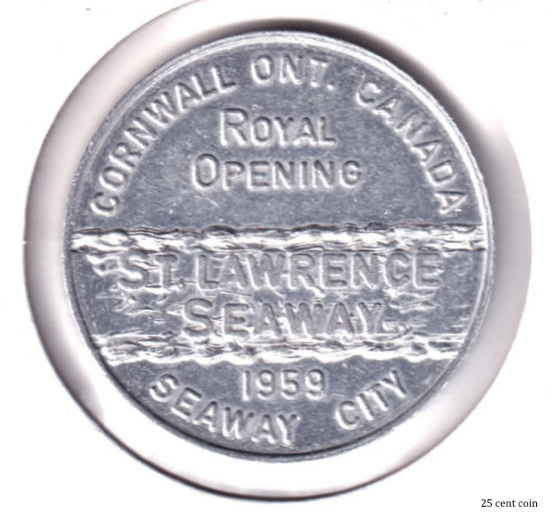 CORNWALL ONT. CANADA
ROYAL
OPENING
ST. LAWRENCE
SEAWAY
1959
SEAWAY CITY
25 cent coin